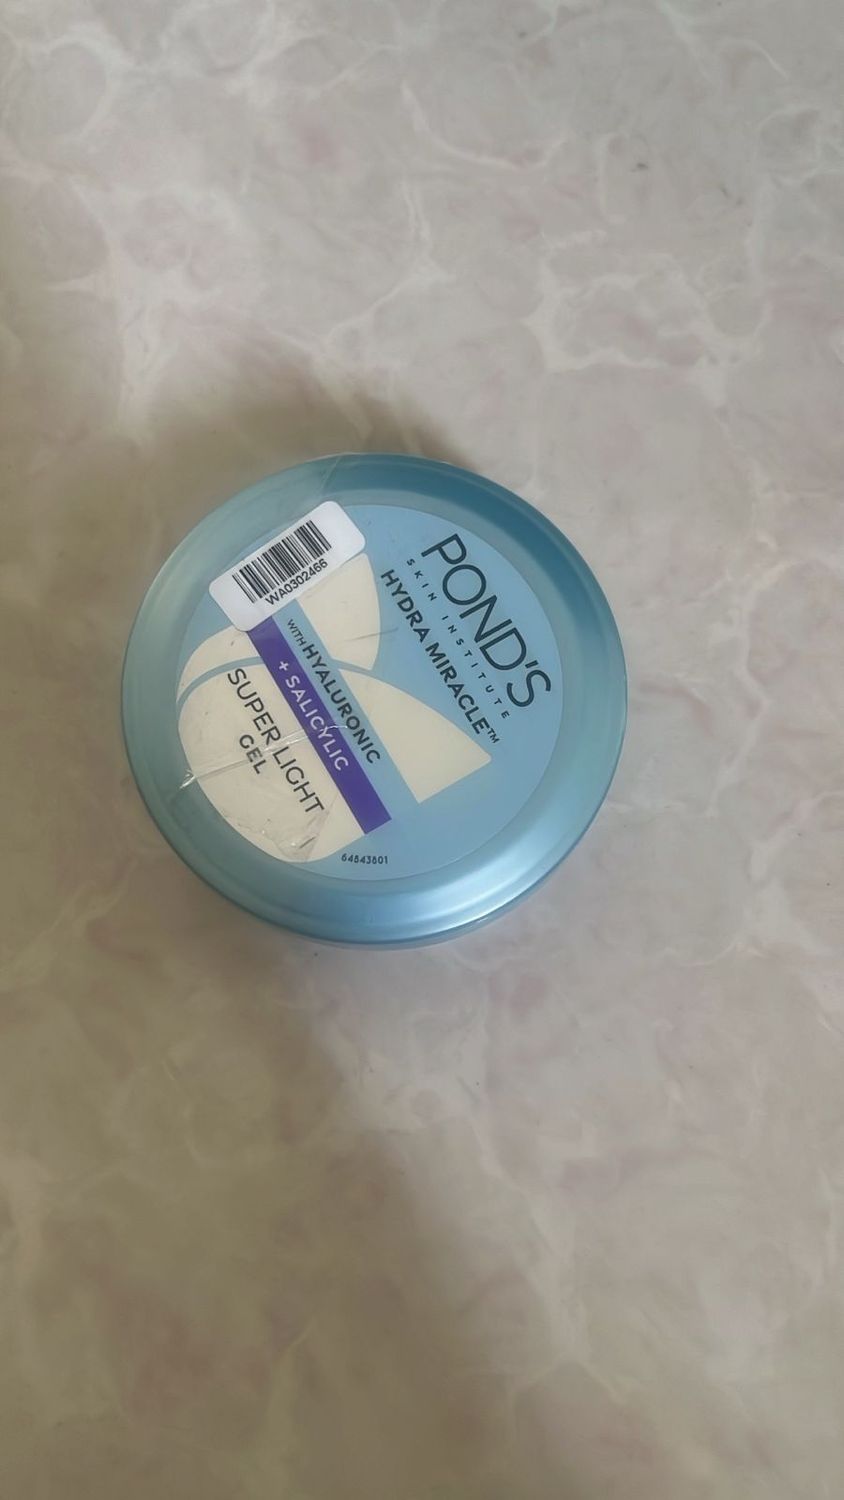 POND'S
SKIN INSTITUTE
HYDRA MIRACLE™
WITH HYALURONIC
+ SALICYLIC
SUPER LIGHT
GEL
64843801
WA0302466